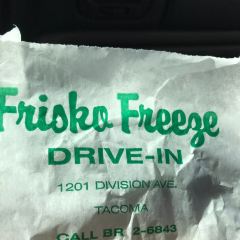 Frisko Freeze
DRIVE-IN
1201 DIVISION AVE.
TACOMA
CALL BR. 2-6843